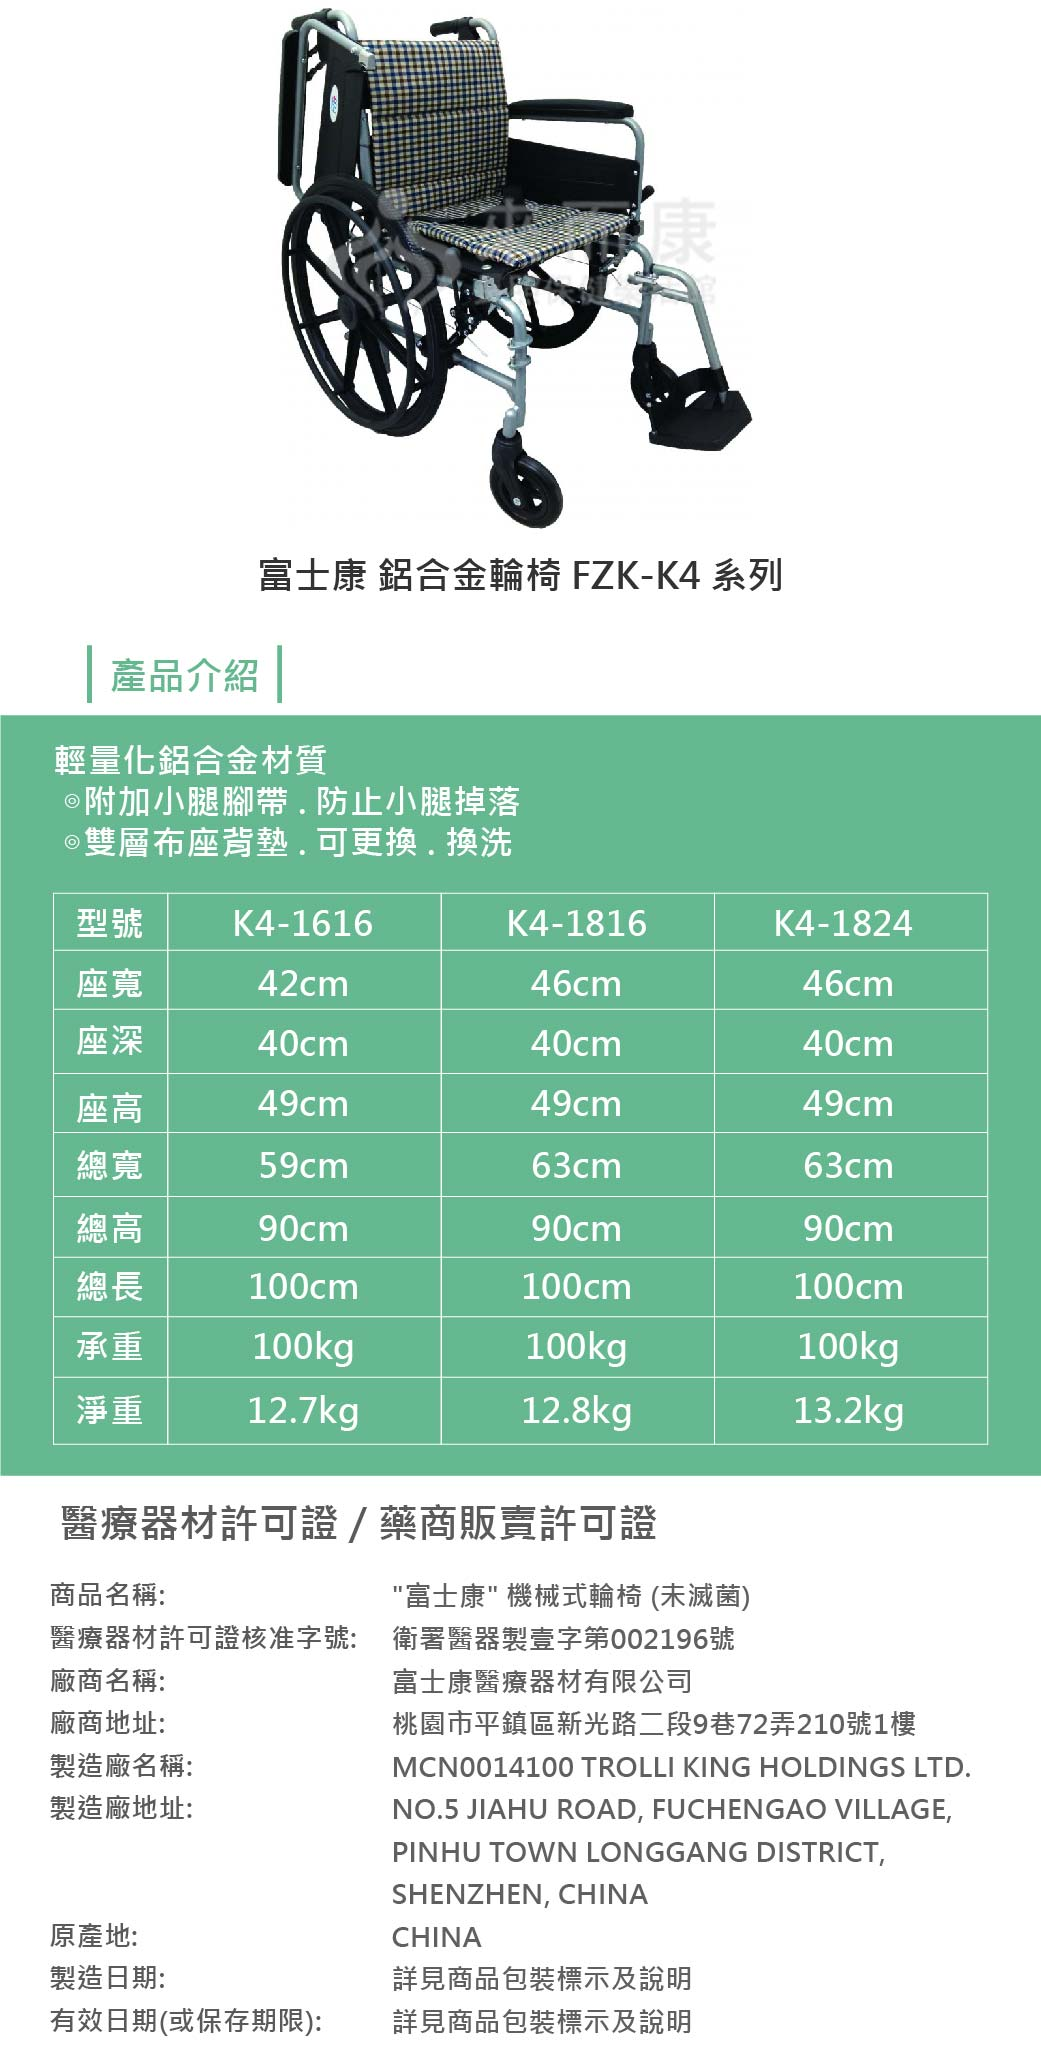 富士康 鋁合金輪椅 FZK-K4 系列
產品介紹
輕量化鋁合金材質
◎附加小腿腳帶 . 防止小腿掉落
◎雙層布座背墊 . 可更換 . 換洗
型號 K4-1616 K4-1816 K4-1824
座寬 42cm 46cm 46cm
座深 40cm 40cm 40cm
座高 49cm 49cm 49cm
總寬 59cm 63cm 63cm
總高 90cm 90cm 90cm
總長 100cm 100cm 100cm
承重 100kg 100kg 100kg
淨重 12.7kg 12.8kg 13.2kg
醫療器材許可證 / 藥商販賣許可證
商品名稱: "富士康" 機械式輪椅 (未滅菌)
醫療器材許可證核准字號: 衛署醫器製壹字第002196號
廠商名稱: 富士康醫療器材有限公司
廠商地址: 桃園市平鎮區新光路二段9巷72弄210號1樓
製造廠名稱: MCN0014100 TROLLI KING HOLDINGS LTD.
製造廠地址: NO.5 JIAHU ROAD, FUCHENGAO VILLAGE,
PINHU TOWN LONGGANG DISTRICT,
SHENZHEN, CHINA
原產地: CHINA
製造日期: 詳見商品包裝標示及說明
有效日期(或保存期限): 詳見商品包裝標示及說明